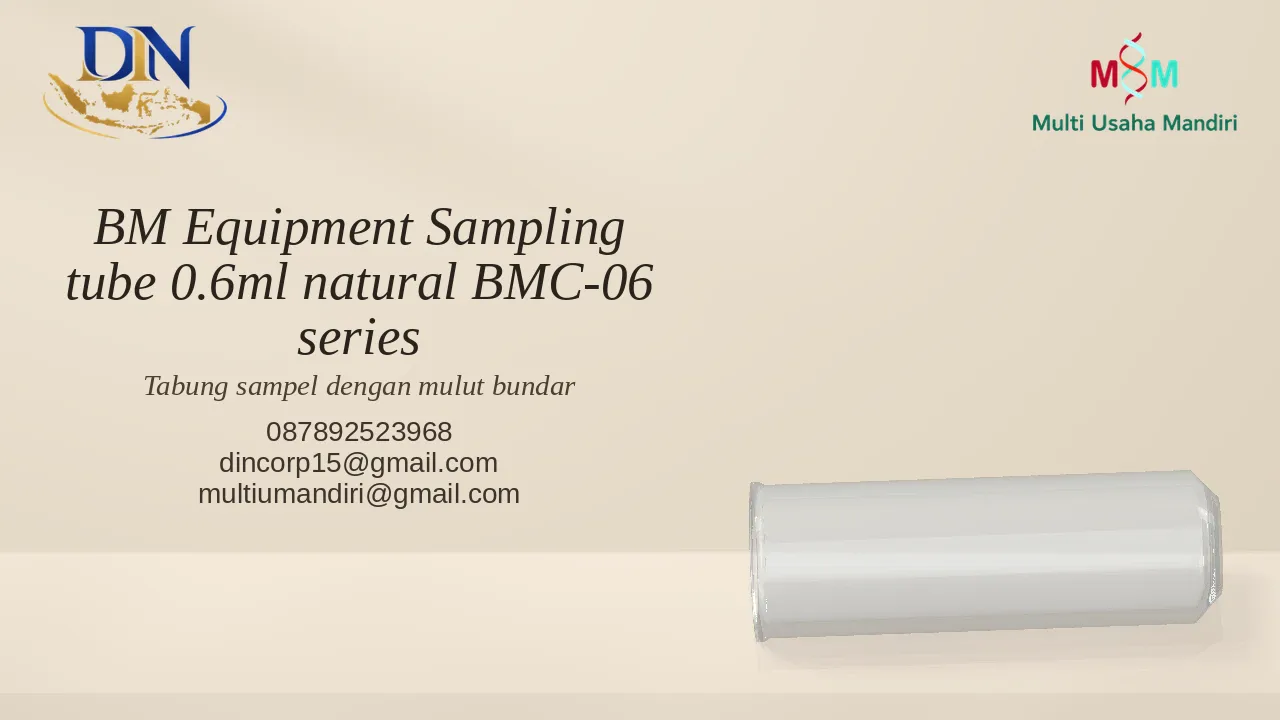 DIN
MSM
Multi Usaha Mandiri
BM Equipment Sampling
tube 0.6ml natural BMC-06
series
Tabung sampel dengan mulut bundar
087892523968
dincorp15@gmail.com
multiumandiri@gmail.com